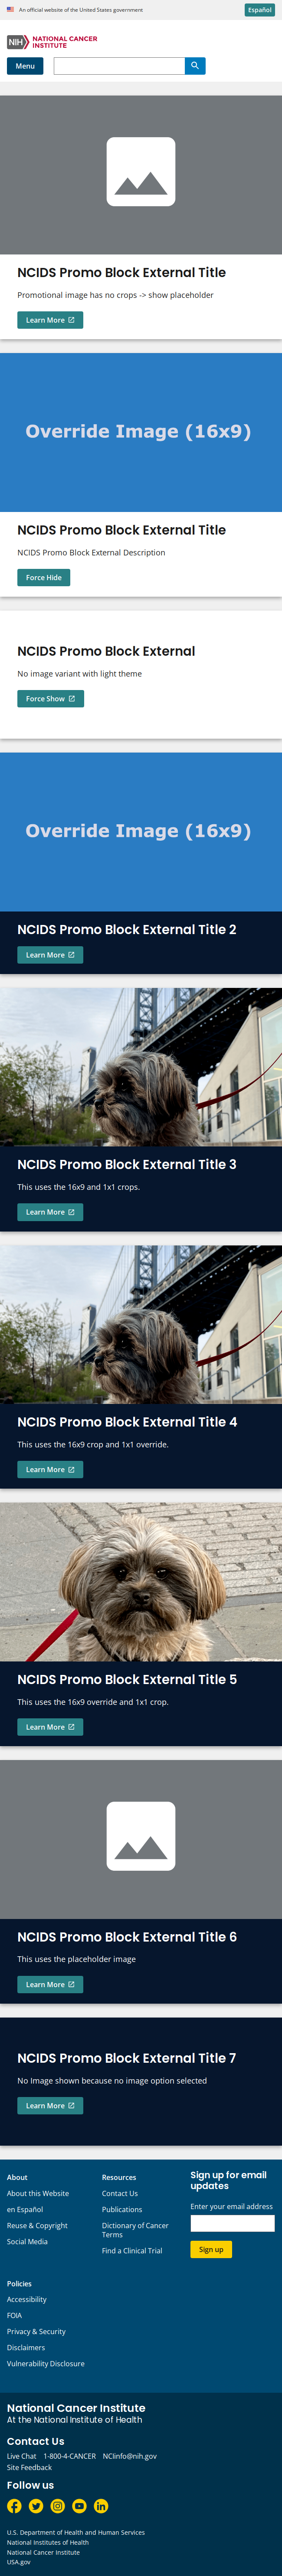 An official website of the United States government
Español
NIH NATIONAL CANCER
INSTITUTE
Menu
NCIDS Promo Block External Title
Promotional image has no crops -> show placeholder
Learn More
Override Image (16x9)
NCIDS Promo Block External Title
NCIDS Promo Block External Description
Force Hide
NCIDS Promo Block External
No image variant with light theme
Force Show
Override Image (16x9)
NCIDS Promo Block External Title 2
Learn More
NCIDS Promo Block External Title 3
This uses the 16x9 and 1x1 crops.
Learn More
NCIDS Promo Block External Title 4
This uses the 16x9 crop and 1x1 override.
Learn More
NCIDS Promo Block External Title 5
This uses the 16x9 override and 1x1 crop.
Learn More
NCIDS Promo Block External Title 6
This uses the placeholder image
Learn More
NCIDS Promo Block External Title 7
No Image shown because no image option selected
Learn More
About
About this Website
en Español
Reuse & Copyright
Social Media
Resources
Contact Us
Publications
Dictionary of Cancer
Terms
Find a Clinical Trial
Sign up for email
updates
Enter your email address
Sign up
Policies
Accessibility
FOIA
Privacy & Security
Disclaimers
Vulnerability Disclosure
National Cancer Institute
At the National Institute of Health
Contact Us
Live Chat 1-800-4-CANCER NCIinfo@nih.gov
Site Feedback
Follow us
U.S. Department of Health and Human Services
National Institutes of Health
National Cancer Institute
USA.gov